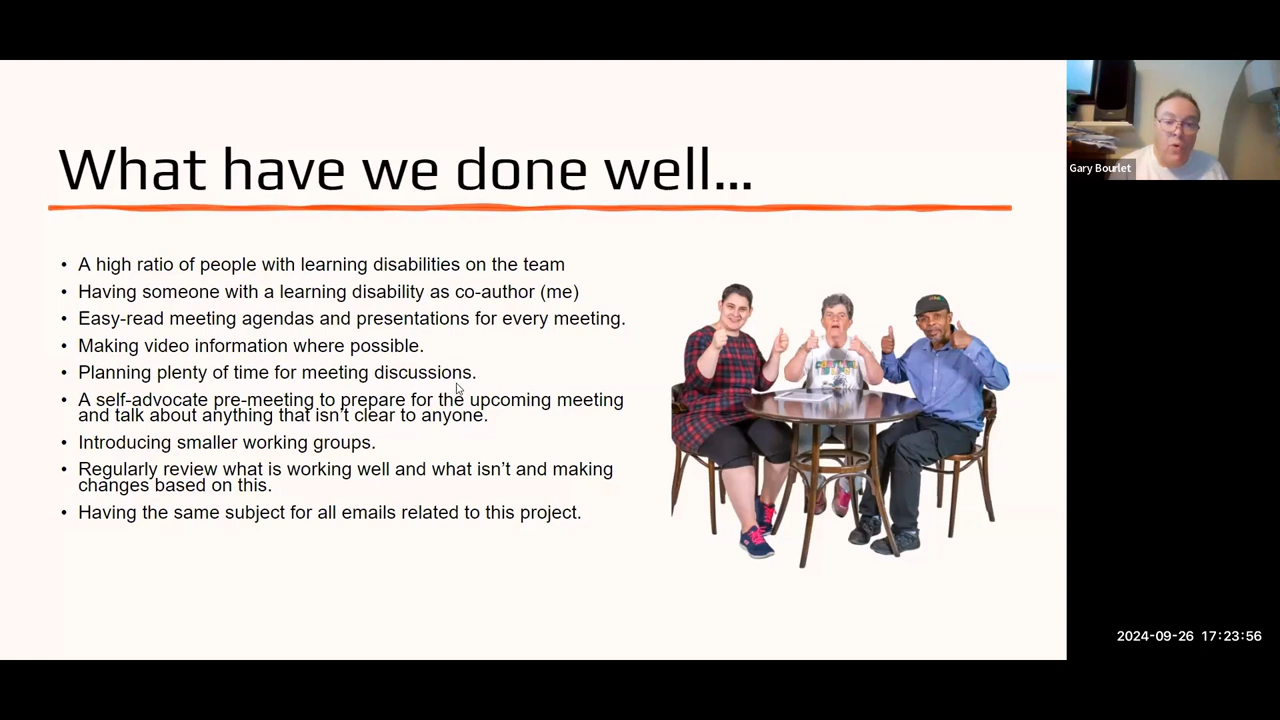 What have we done well...
• A high ratio of people with learning disabilities on the team
• Having someone with a learning disability as co-author (me)
• Easy-read meeting agendas and presentations for every meeting.
• Making video information where possible.
• Planning plenty of time for meeting discussions.
• A self-advocate pre-meeting to prepare for the upcoming meeting
and talk about anything that isn't clear to anyone.
• Introducing smaller working groups.
• Regularly review what is working well and what isn't and making
changes based on this.
• Having the same subject for all emails related to this project.
Gary Bourlet
2024-09-26 17:23:56